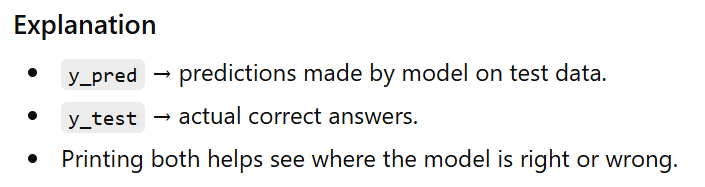 Explanation
• y_pred → predictions made by model on test data.
• y_test → actual correct answers.
• Printing both helps see where the model is right or wrong.